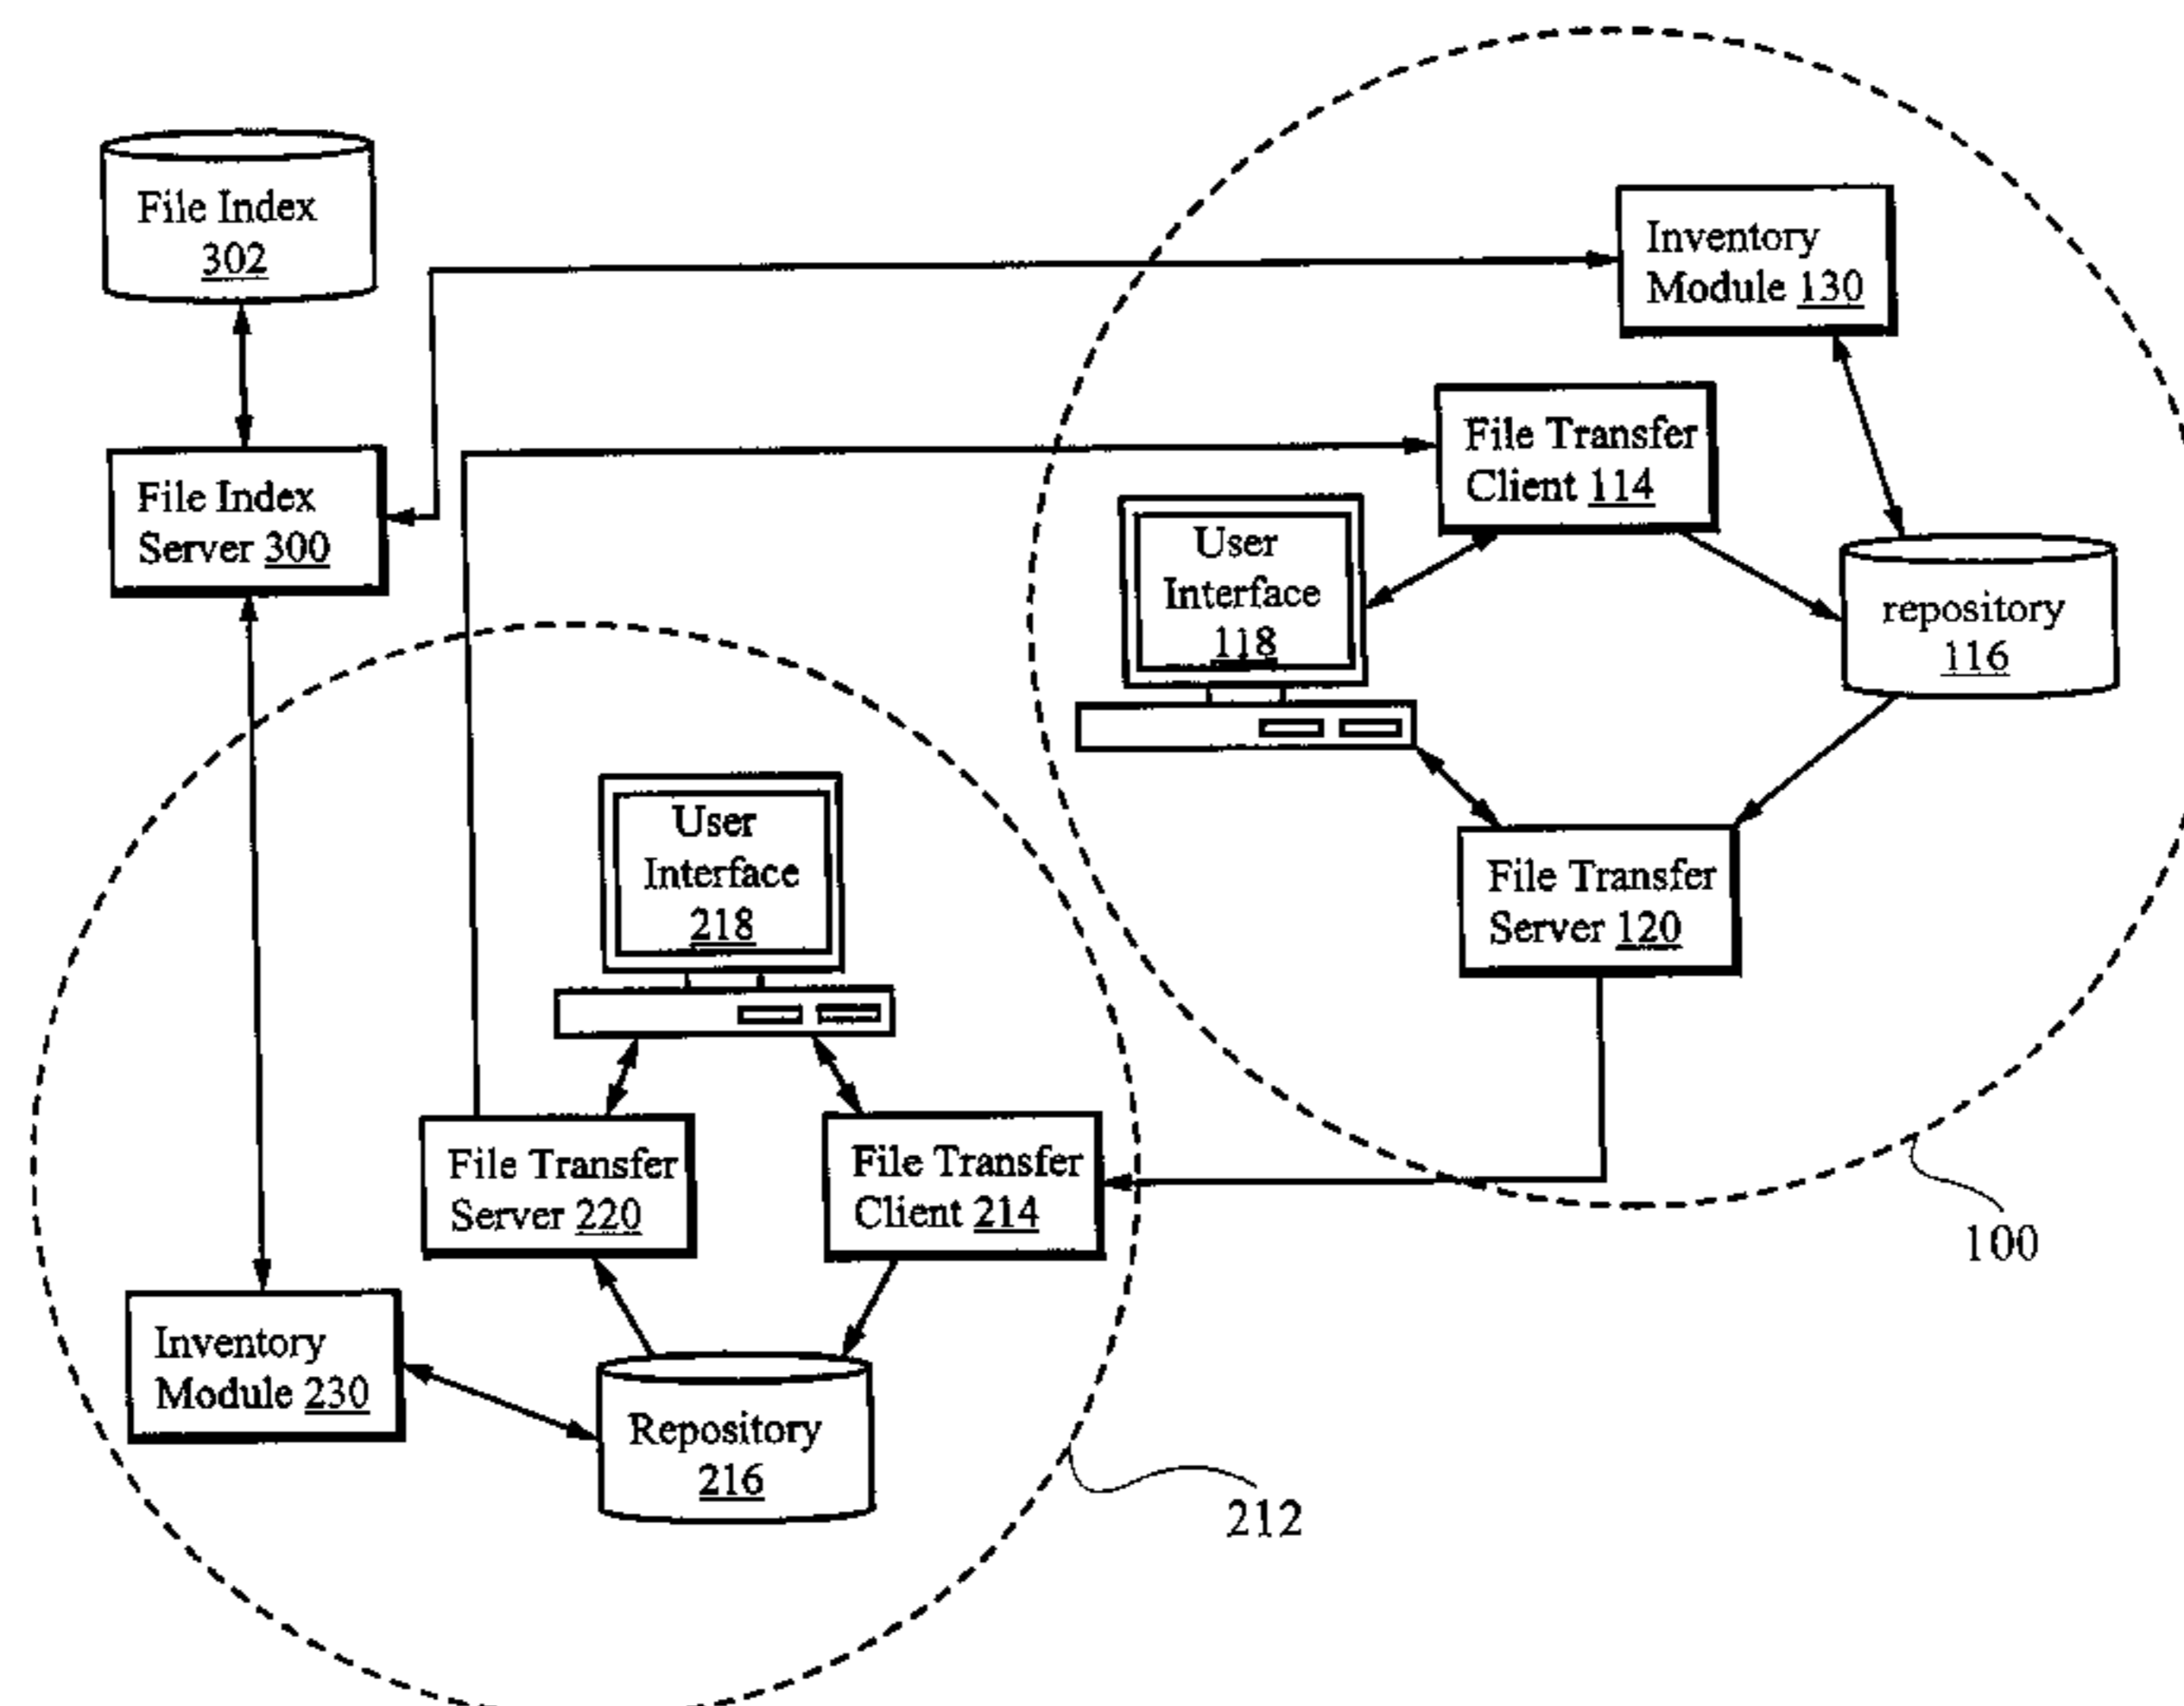 File Index
302
Inventory
Module 130
File Transfer
Client 114
File Index
Server 300
User
Interface
118
repository
116
User
Interface
218
File Transfer
Server 120
File Transfer
Server 220
File Transfer
Client 214
100
Inventory
Module 230
Repository
216
212